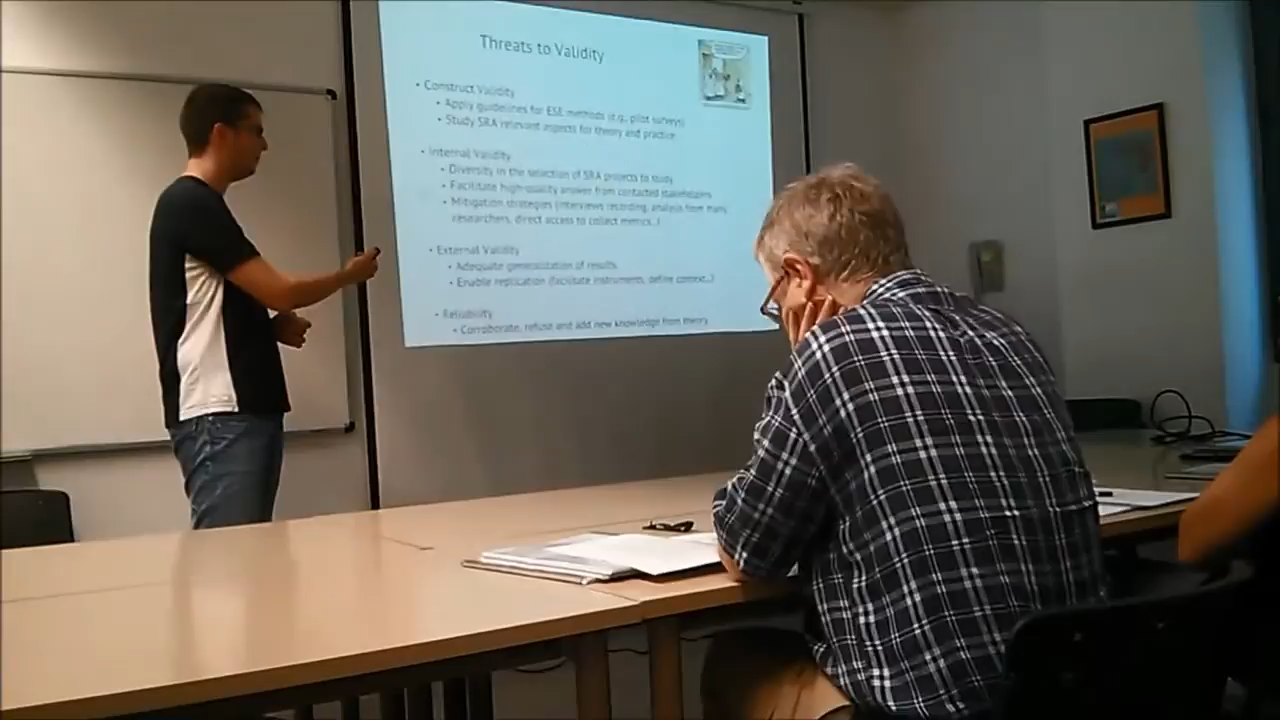 Threats to Validity
• Construct Validity
• Apply guidelines for ESE methods (e.g., pilot surveys)
• Study SRA relevant aspects for theory and practice
• Internal Validity
• Diversity in the selection of SRA projects to study
• Facilitate high-quality answer from contacted stakeholders
• Mitigation strategies (interviews recording, analysis from many
researchers, direct access to collect metrics...)
• External Validity
• Adequate generalization of results
• Enable replication (facilitate instruments, define context...)
• Reliability
• Corroborate, refuse and add new knowledge from theory